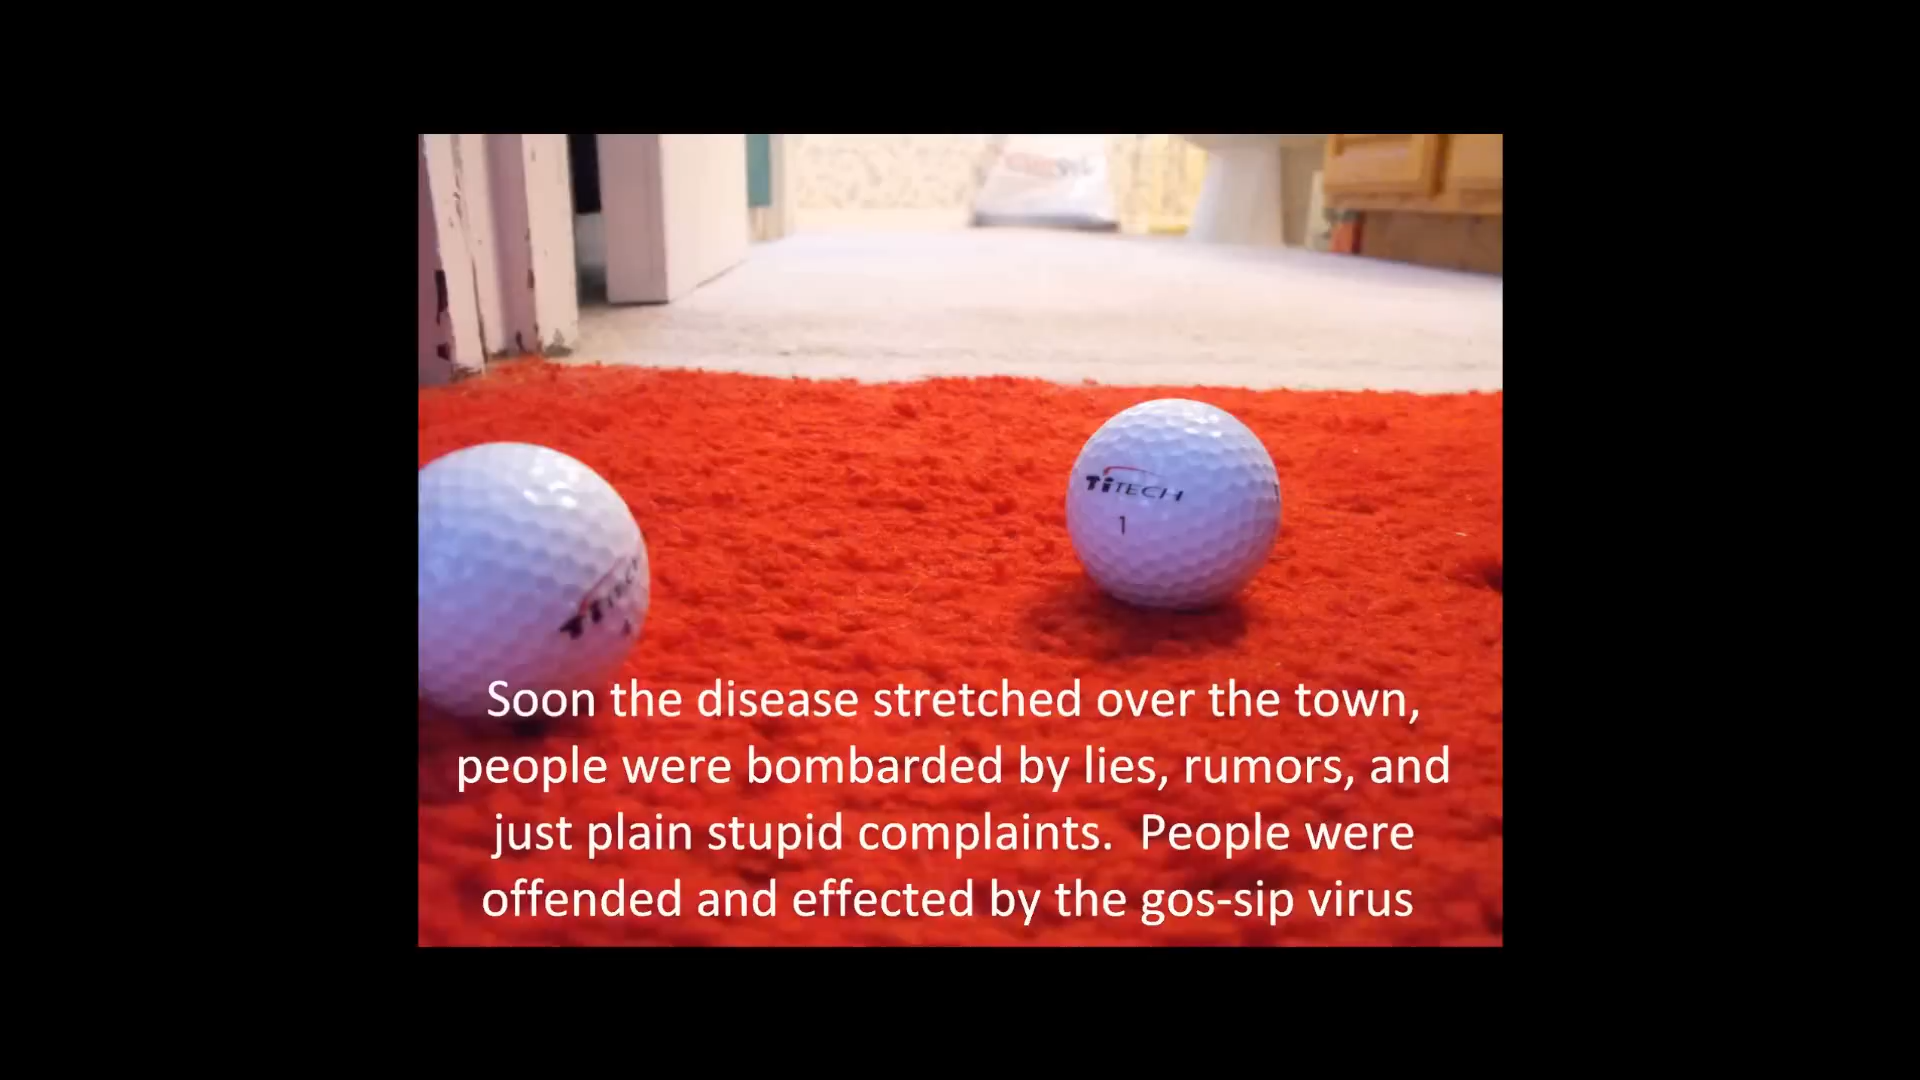 TiTECH
1
TiTECH
Soon the disease stretched over the town,
people were bombarded by lies, rumors, and
just plain stupid complaints.  People were
offended and effected by the gos-sip virus